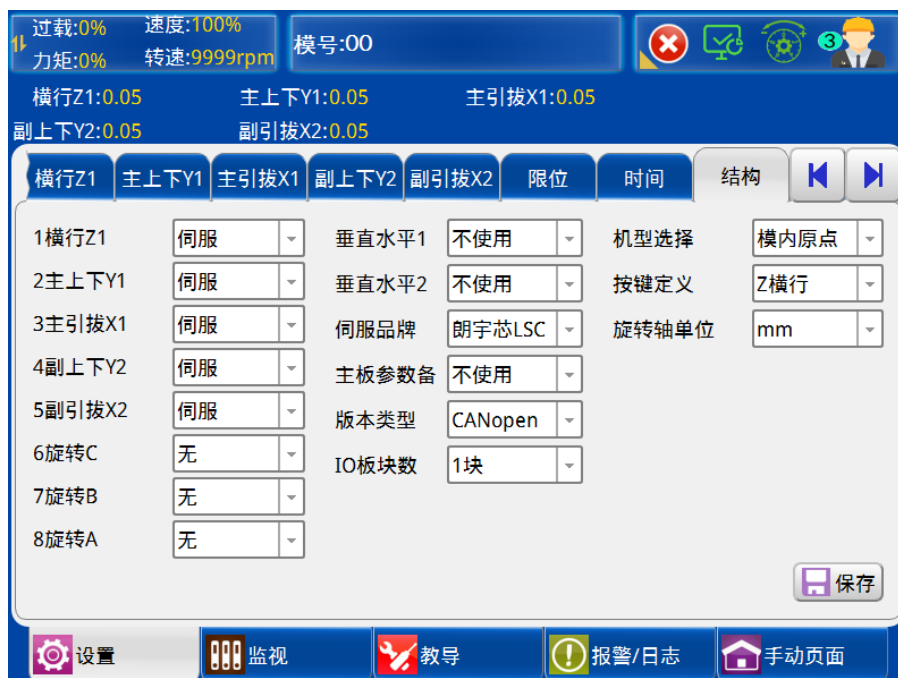 过载:0% 速度:100%
力矩:0% 转速:9999rpm
模号:00
3
横行Z1:0.05 主上下Y1:0.05 主引拔X1:0.05
副上下Y2:0.05 副引拔X2:0.05
横行Z1 主上下Y1 主引拔X1 副上下Y2 副引拔X2 限位 时间 结构
1横行Z1 伺服 垂直水平1 不使用 机型选择 模内原点
2主上下Y1 伺服 垂直水平2 不使用 按键定义 Z横行
3主引拔X1 伺服 伺服品牌 朗宇芯LSC 旋转轴单位 mm
4副上下Y2 伺服 主板参数备 不使用
5副引拔X2 伺服 版本类型 CANopen
6旋转C 无 IO板块数 1块
7旋转B 无
8旋转A 无
保存
设置 监视 教导 报警/日志 手动页面